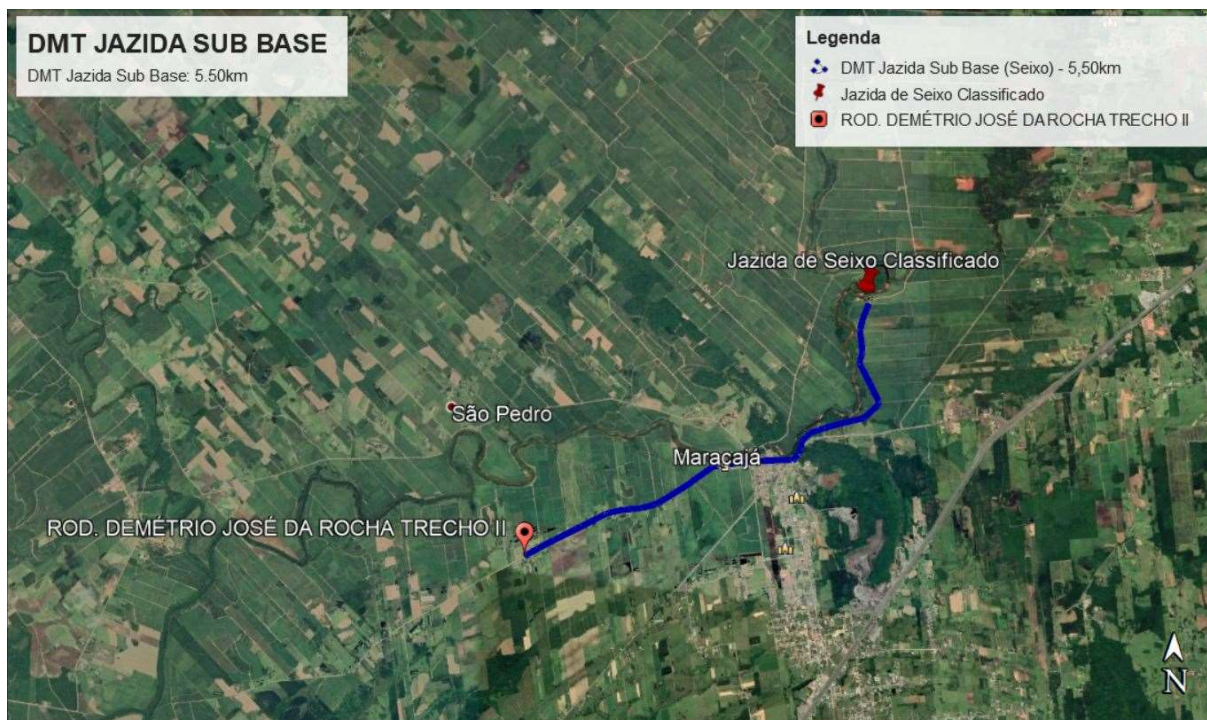 DMT JAZIDA SUB BASE
DMT Jazida Sub Base: 5.50km
Legenda
DMT Jazida Sub Base (Seixo) - 5,50km
Jazida de Seixo Classificado
ROD. DEMÉTRIO JOSÉ DA ROCHA TRECHO II
Jazida de Seixo Classificado
São Pedro
Maracajá
ROD. DEMÉTRIO JOSÉ DA ROCHA TRECHO II
N